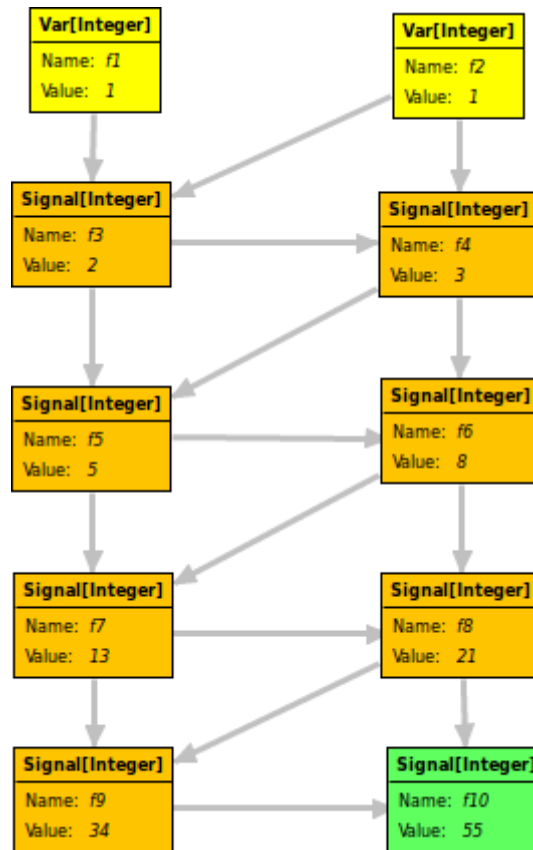 Var[Integer]
Name: f1
Value: 1
Var[Integer]
Name: f2
Value: 1
Signal[Integer]
Name: f3
Value: 2
Signal[Integer]
Name: f4
Value: 3
Signal[Integer]
Name: f5
Value: 5
Signal[Integer]
Name: f6
Value: 8
Signal[Integer]
Name: f7
Value: 13
Signal[Integer]
Name: f8
Value: 21
Signal[Integer]
Name: f9
Value: 34
Signal[Integer]
Name: f10
Value: 55